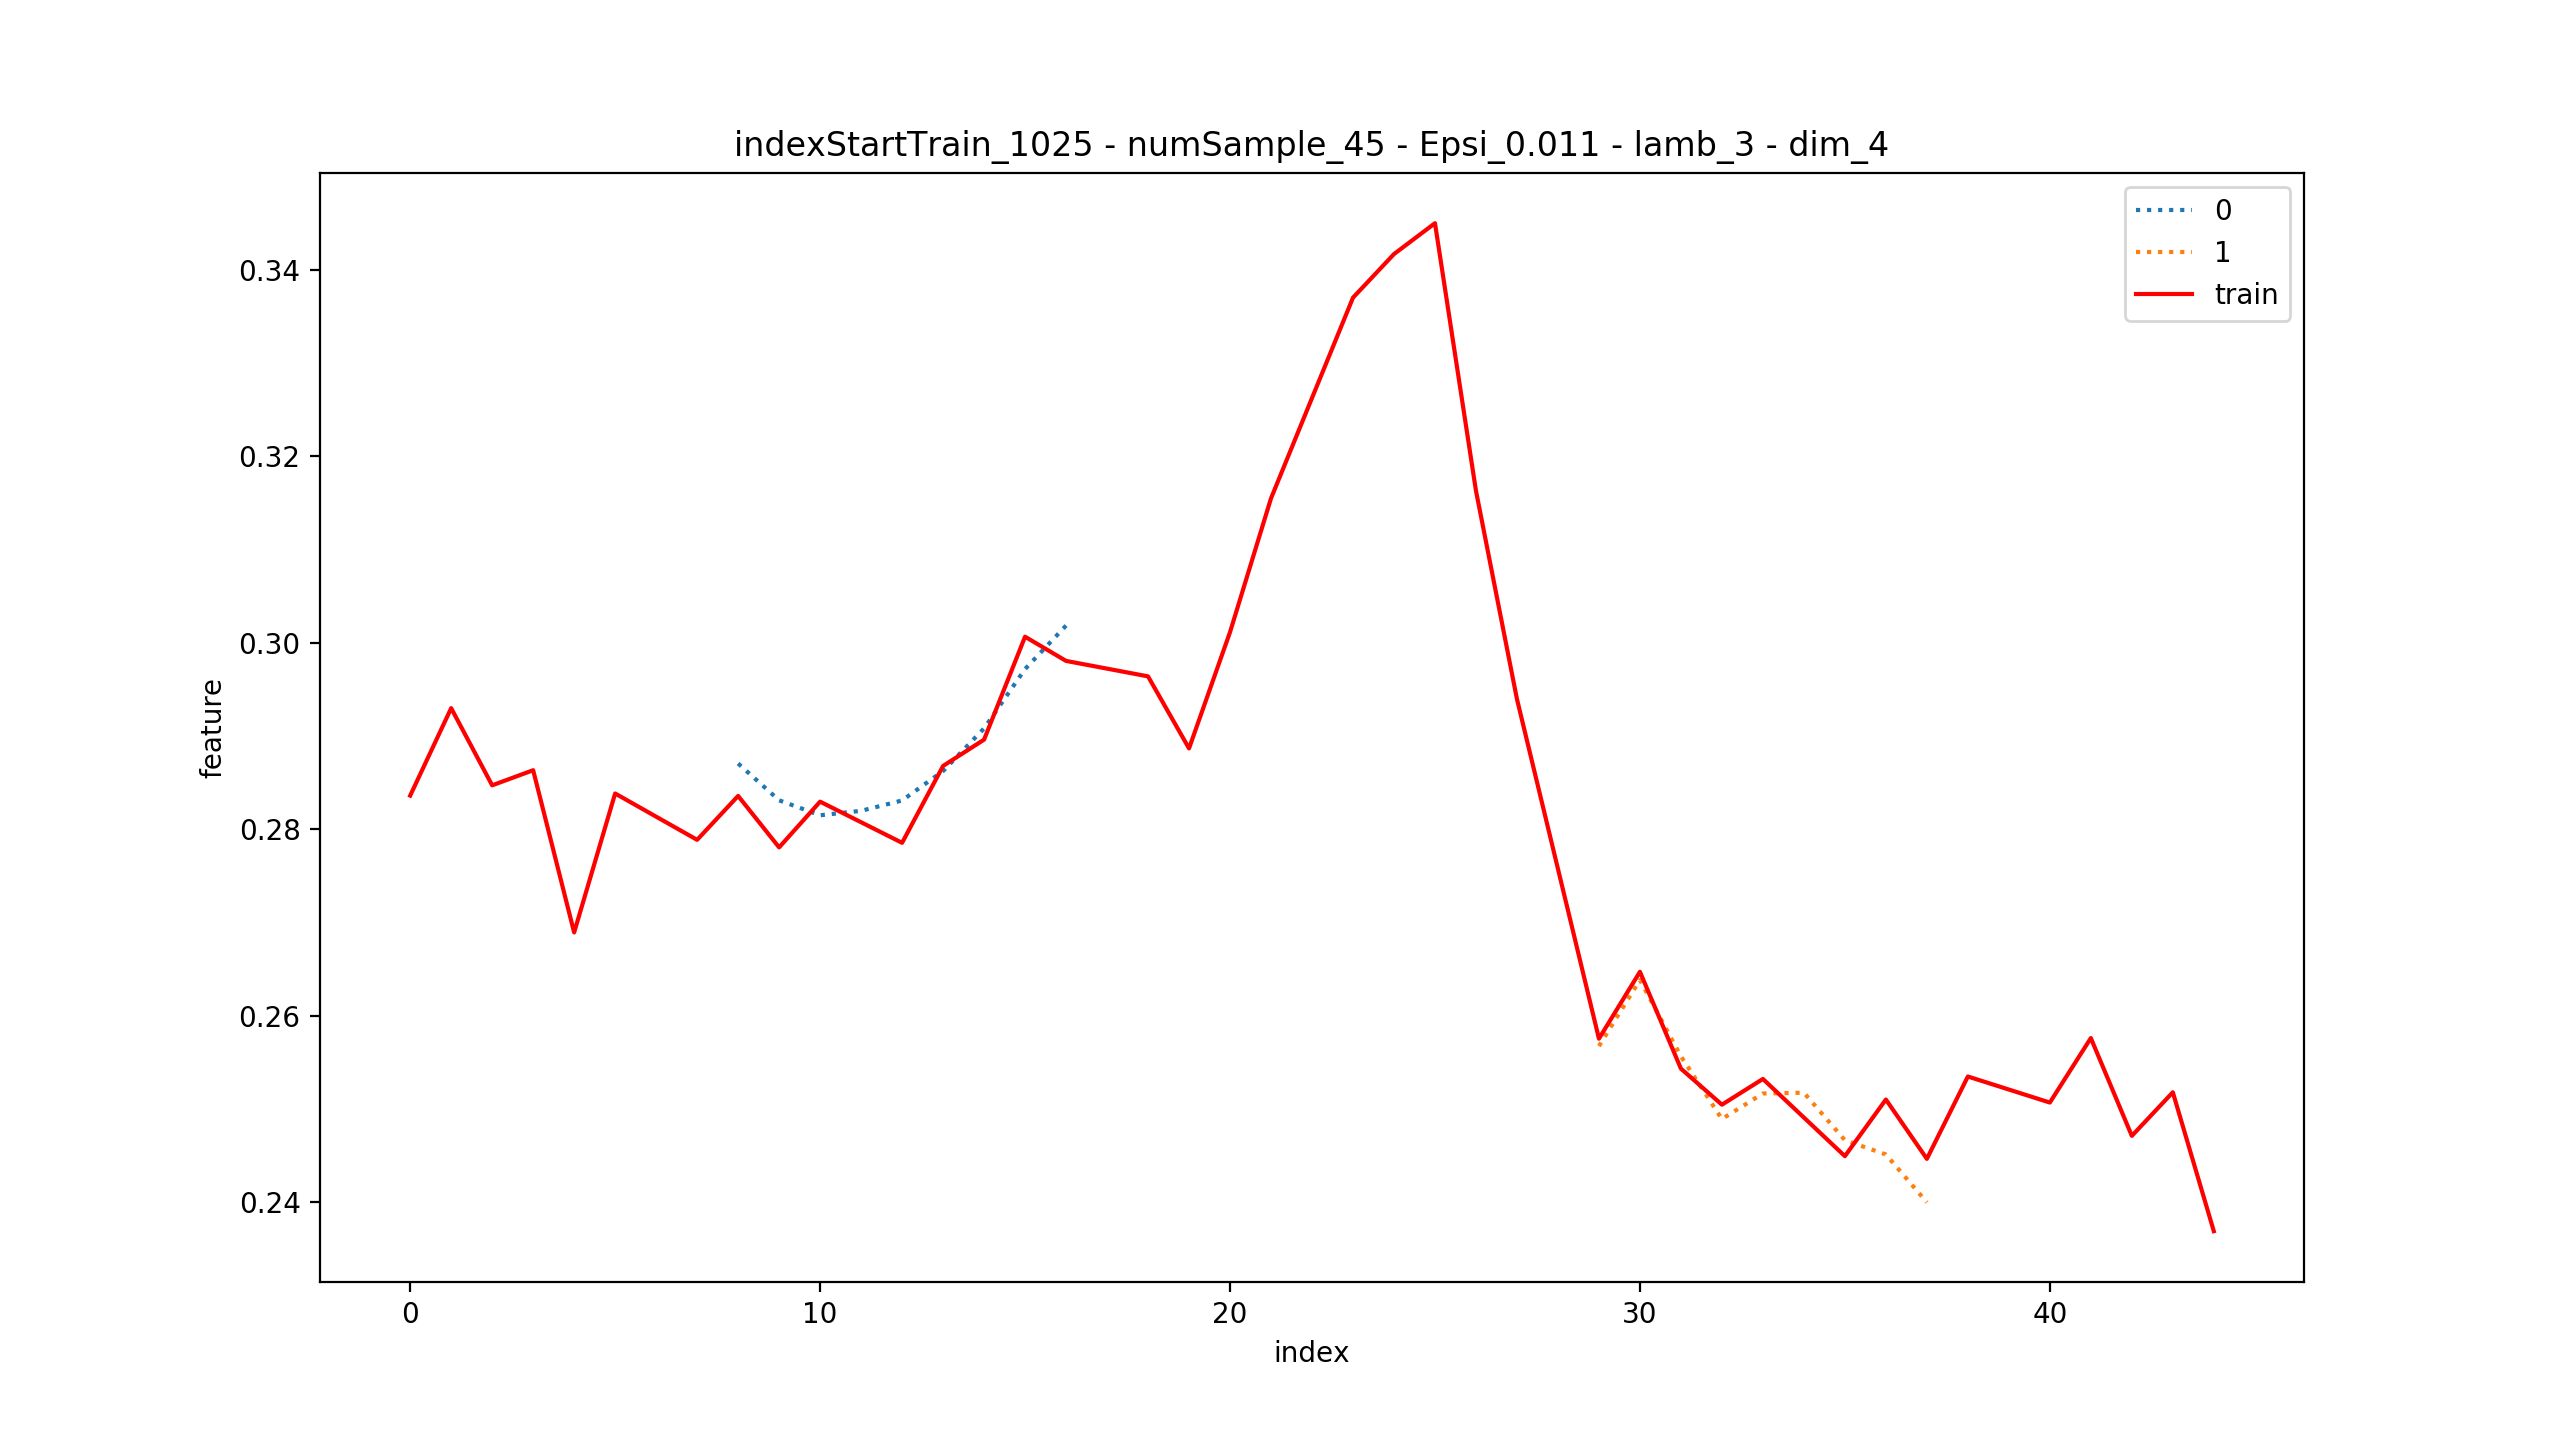 indexStartTrain_1025 - numSample_45 - Epsi_0.011 - lamb_3 - dim_4
0
1
train
0.34
0.32
0.30
0.28
0.26
0.24
feature
0 10 20 30 40
index